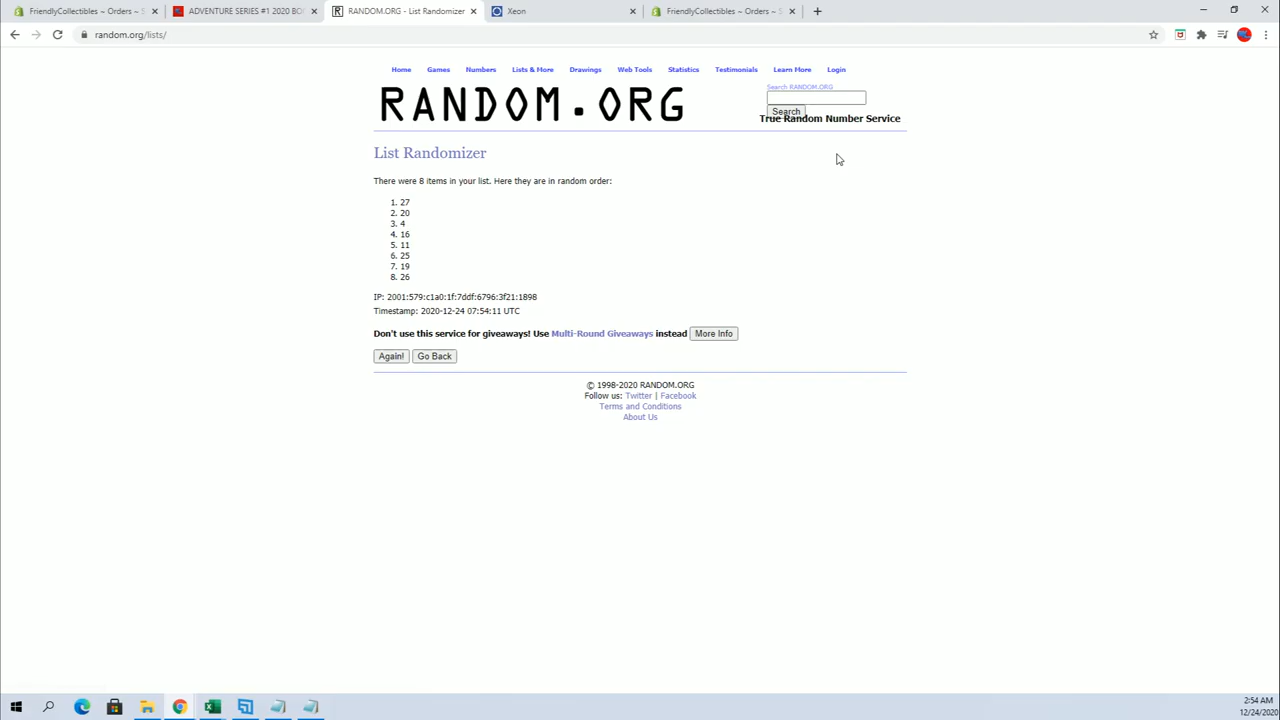 FriendlyCollectibles ~ Orders ~ S
ADVENTURE SERIES #1 2020 BO
RANDOM.ORG - List Randomizer
Xeon
FriendlyCollectibles ~ Orders ~ S
random.org/lists/
Home Games Numbers Lists & More Drawings Web Tools Statistics Testimonials Learn More Login
RANDOM.ORG
Search RANDOM.ORG
Search
True Random Number Service
List Randomizer
There were 8 items in your list. Here they are in random order:
1. 27
2. 20
3. 4
4. 16
5. 11
6. 25
7. 19
8. 26
IP: 2001:579:c1a0:1f:7ddf:6796:3f21:1898
Timestamp: 2020-12-24 07:54:11 UTC
Don't use this service for giveaways! Use Multi-Round Giveaways instead More Info
Again! Go Back
© 1998-2020 RANDOM.ORG
Follow us: Twitter | Facebook
Terms and Conditions
About Us
2:54 AM
12/24/2020